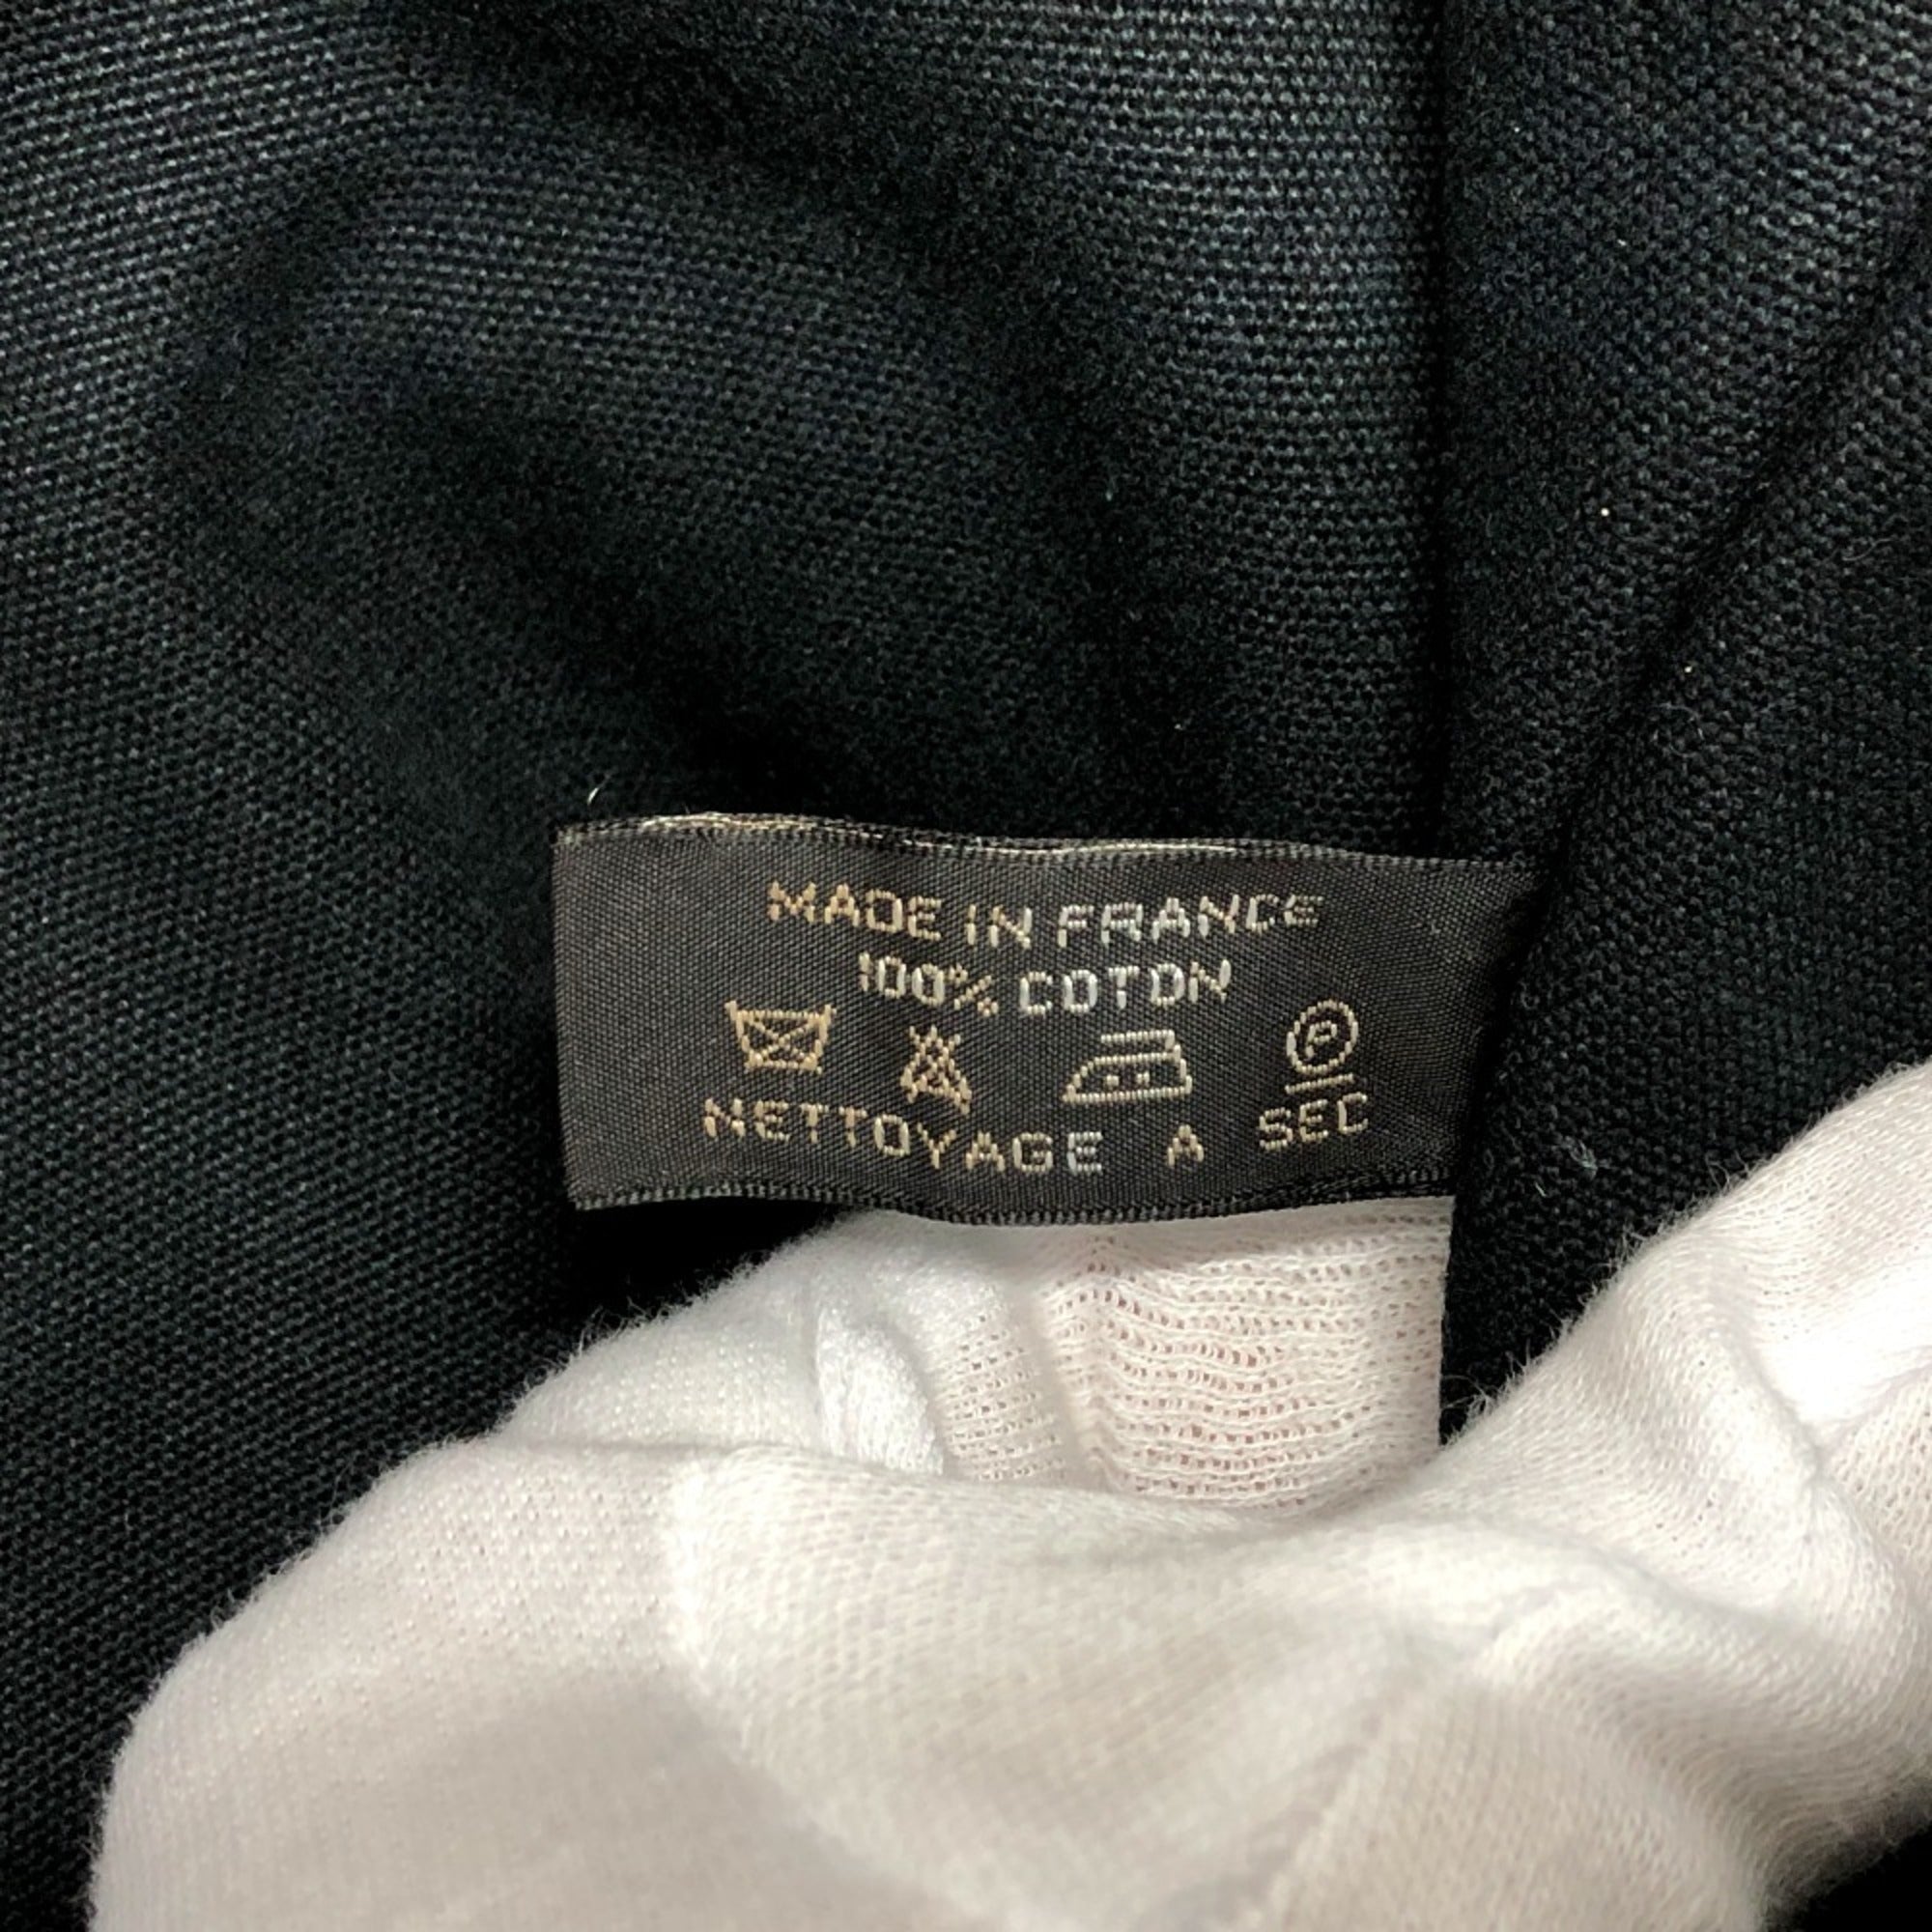 MADE IN FRANCE
100% COTON
P
NETTOYAGE A SEC